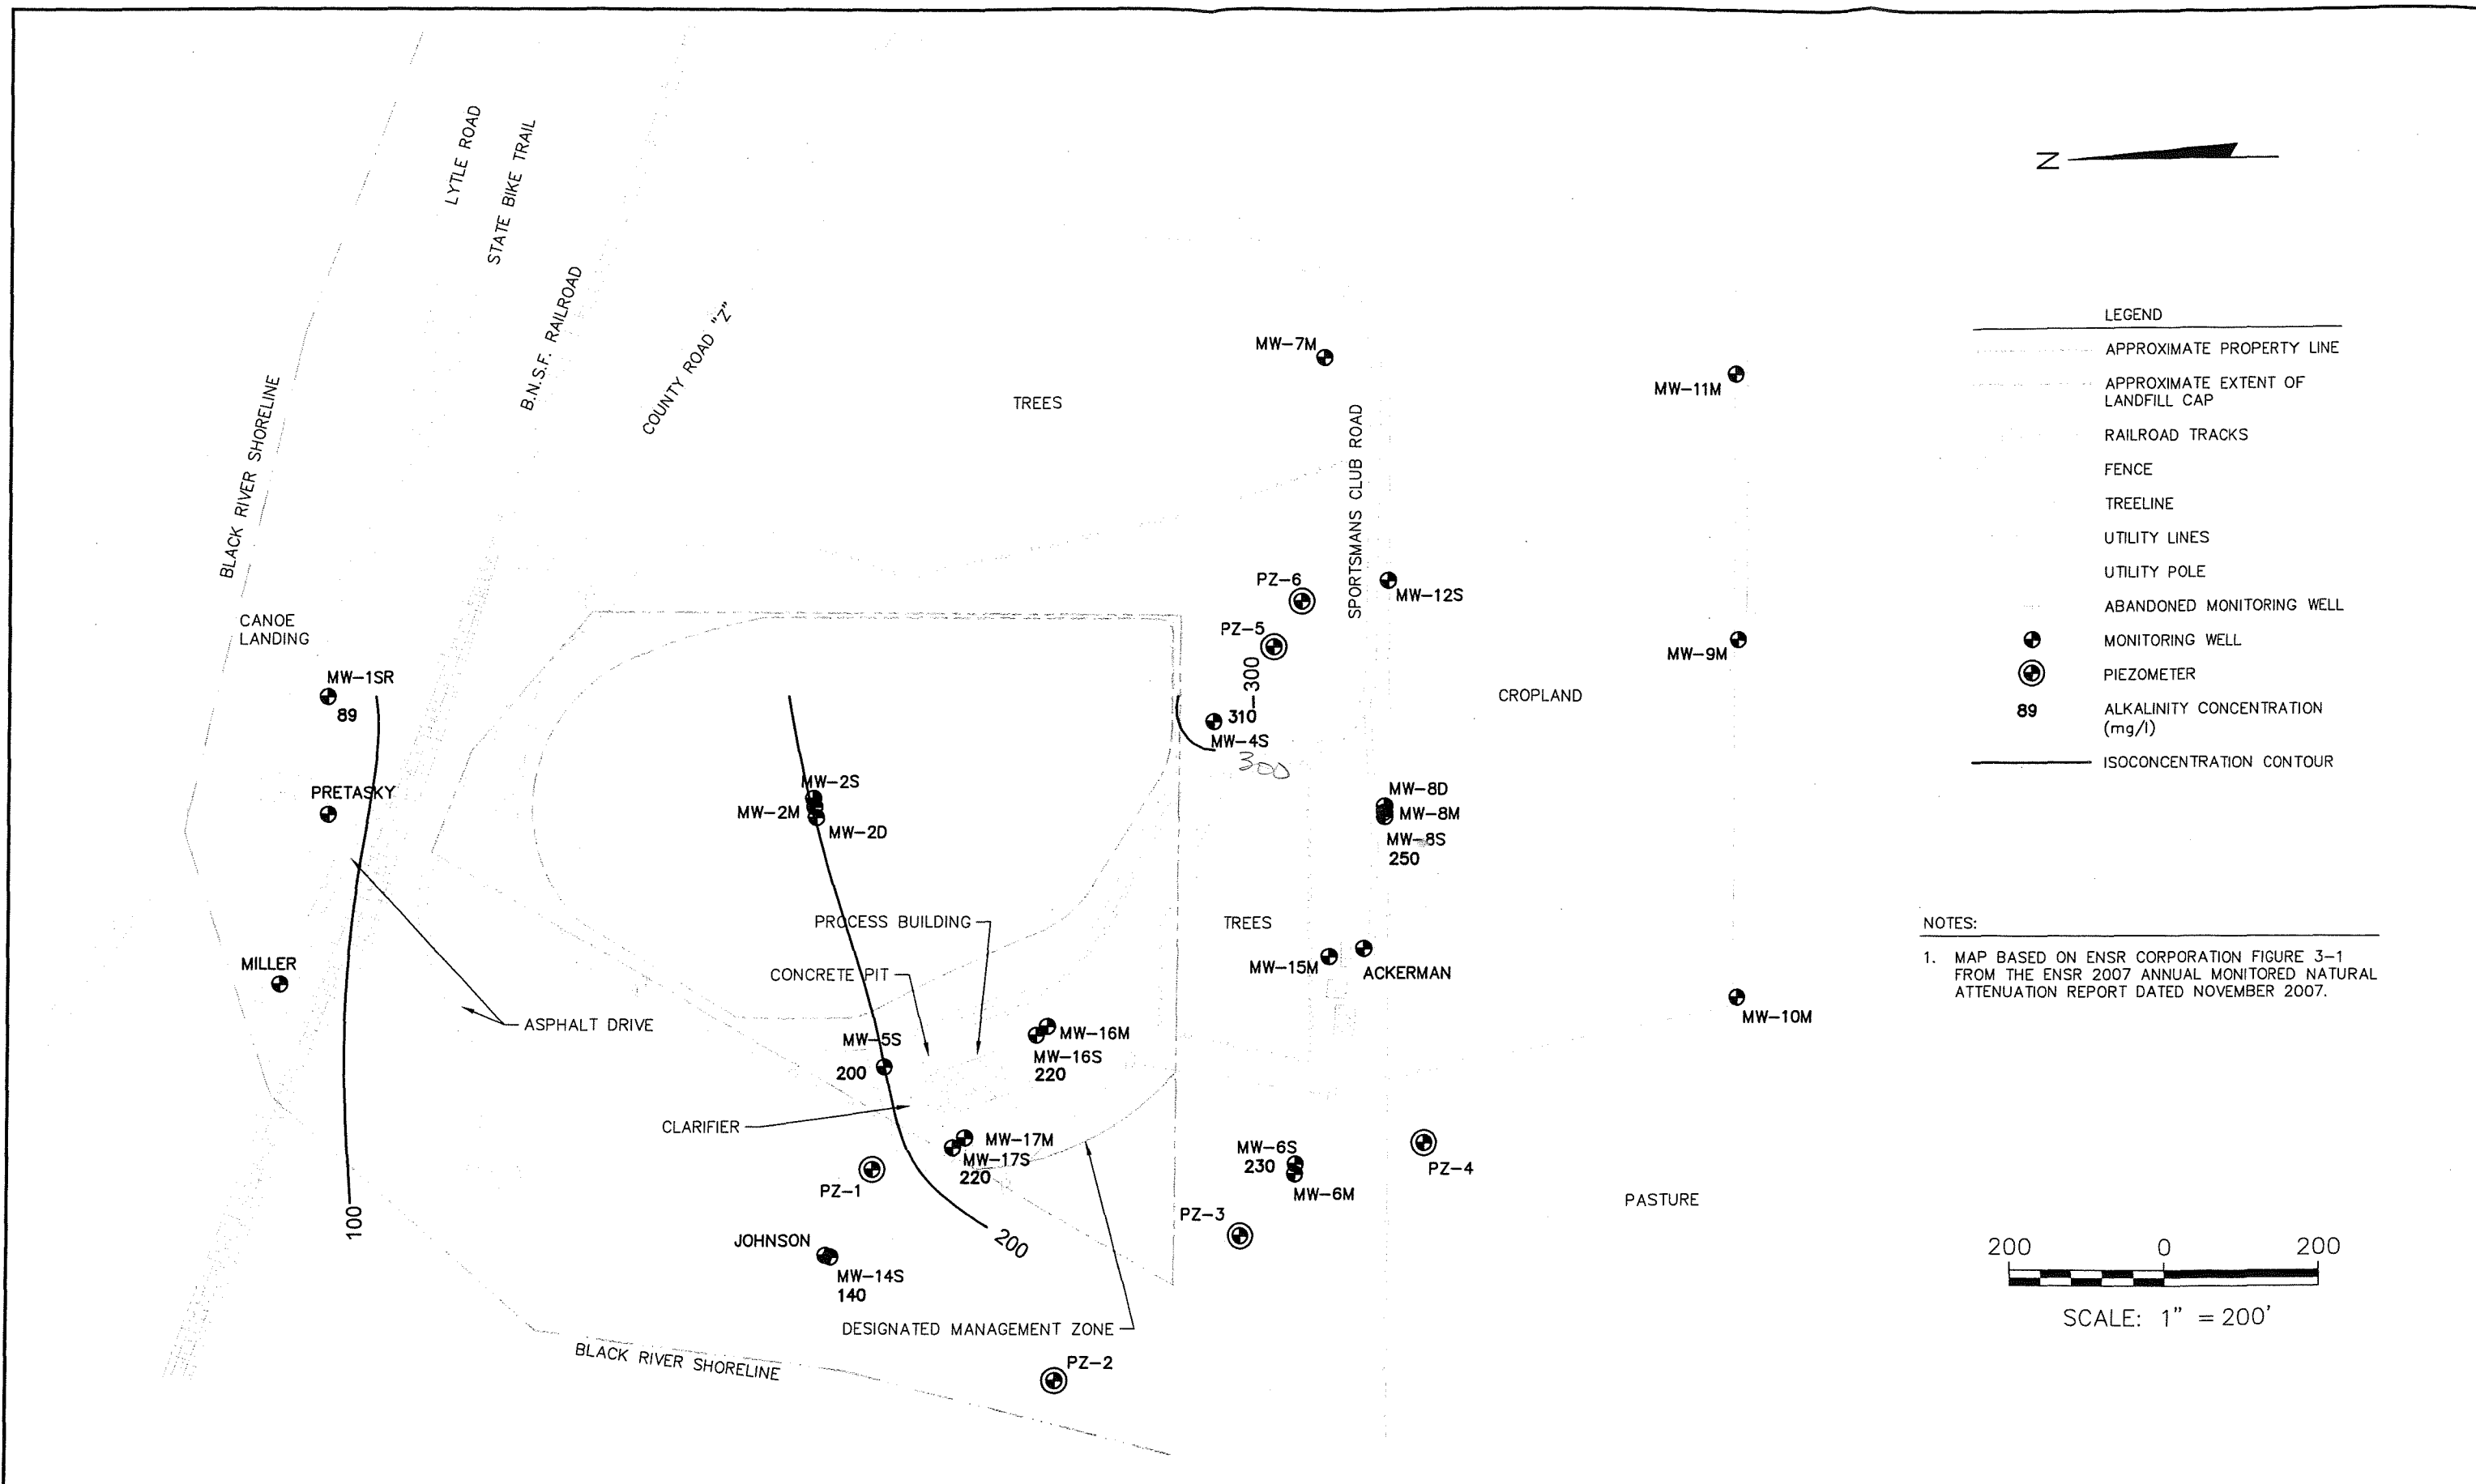 LYTLE ROAD
STATE BIKE TRAIL
BLACK RIVER SHORELINE
B.N.S.F. RAILROAD
COUNTY ROAD "Z"
TREES
MW-7M
SPORTSMANS CLUB ROAD
MW-11M
N
LEGEND
APPROXIMATE PROPERTY LINE
APPROXIMATE EXTENT OF
LANDFILL CAP
RAILROAD TRACKS
FENCE
TREELINE
UTILITY LINES
UTILITY POLE
ABANDONED MONITORING WELL
MONITORING WELL
PIEZOMETER
89
ALKALINITY CONCENTRATION
(mg/l)
ISOCONCENTRATION CONTOUR
CANOE
LANDING
MW-1SR
89
PRETASKY
MILLER
ASPHALT DRIVE
100
MW-2S
MW-2M
MW-2D
PZ-6
PZ-5
300
310
MW-4S
300
MW-12S
MW-9M
CROPLAND
MW-8D
MW-8M
MW-8S
250
PROCESS BUILDING
CONCRETE PIT
TREES
MW-15M
ACKERMAN
MW-10M
MW-5S
200
MW-16M
MW-16S
220
CLARIFIER
MW-17M
MW-17S
220
PZ-1
200
JOHNSON
MW-14S
140
MW-6S
230
MW-6M
PZ-3
PZ-4
PASTURE
DESIGNATED MANAGEMENT ZONE
BLACK RIVER SHORELINE
PZ-2
NOTES:
1. MAP BASED ON ENSR CORPORATION FIGURE 3-1
FROM THE ENSR 2007 ANNUAL MONITORED NATURAL
ATTENUATION REPORT DATED NOVEMBER 2007.
200 0 200
SCALE: 1" = 200'